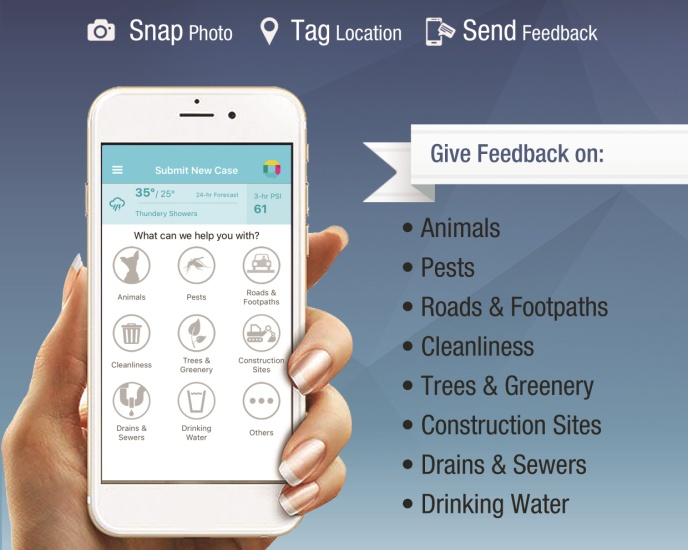 Snap Photo Tag Location Send Feedback
Submit New Case
35°/ 25° 24-hr Forecast 3-hr PSI
Thundery Showers 61
What can we help you with?
Animals Pests Roads &
Footpaths
Cleanliness Trees &
Greenery Construction
Sites
Drains &
Sewers Drinking
Water Others
Give Feedback on:
• Animals
• Pests
• Roads & Footpaths
• Cleanliness
• Trees & Greenery
• Construction Sites
• Drains & Sewers
• Drinking Water